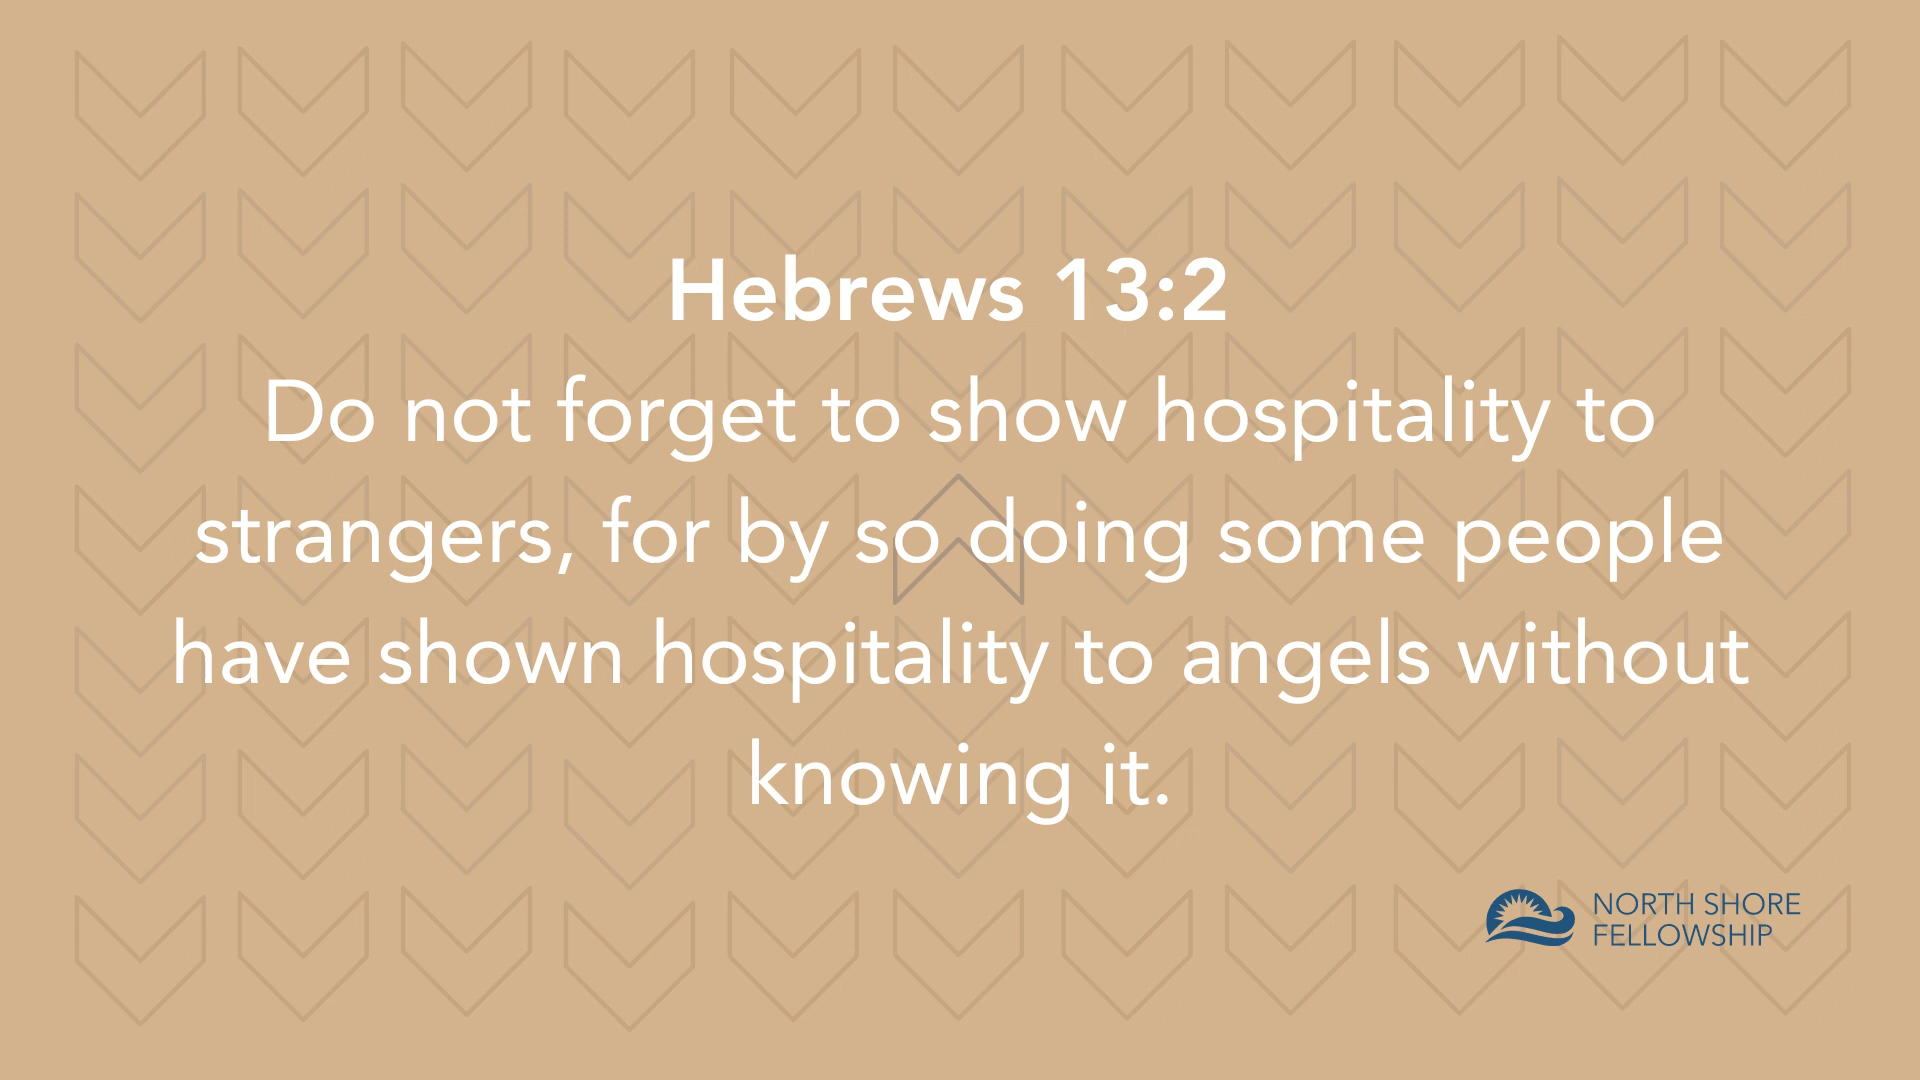 Hebrews 13:2
Do not forget to show hospitality to
strangers, for by so doing some people
have shown hospitality to angels without
knowing it.
NORTH SHORE
FELLOWSHIP